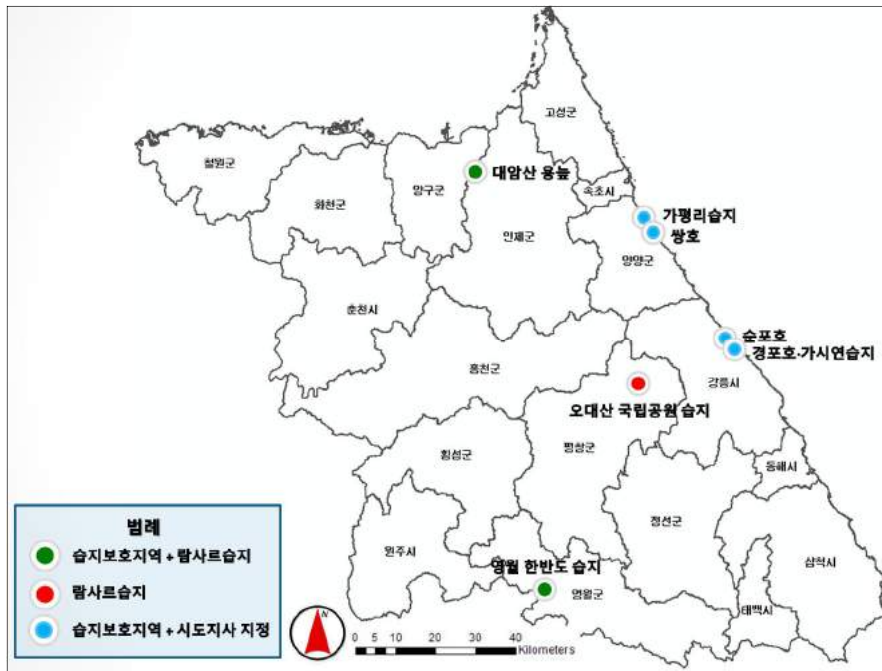 고성군
철원군
대암산 용늪
양구군
속초시
화천군
가평리습지
쌍호
인제군
양양군
춘천시
순포호
경포호·가시연습지
홍천군
강릉시
오대산 국립공원 습지
평창군
횡성군
동해시
정선군
범례
습지보호지역 + 람사르습지
원주시
삼척시
영월 한반도 습지
람사르습지
영월군
태백시
습지보호지역 + 시도지사 지정
N
0 5 10 20 30 40
Kilometers